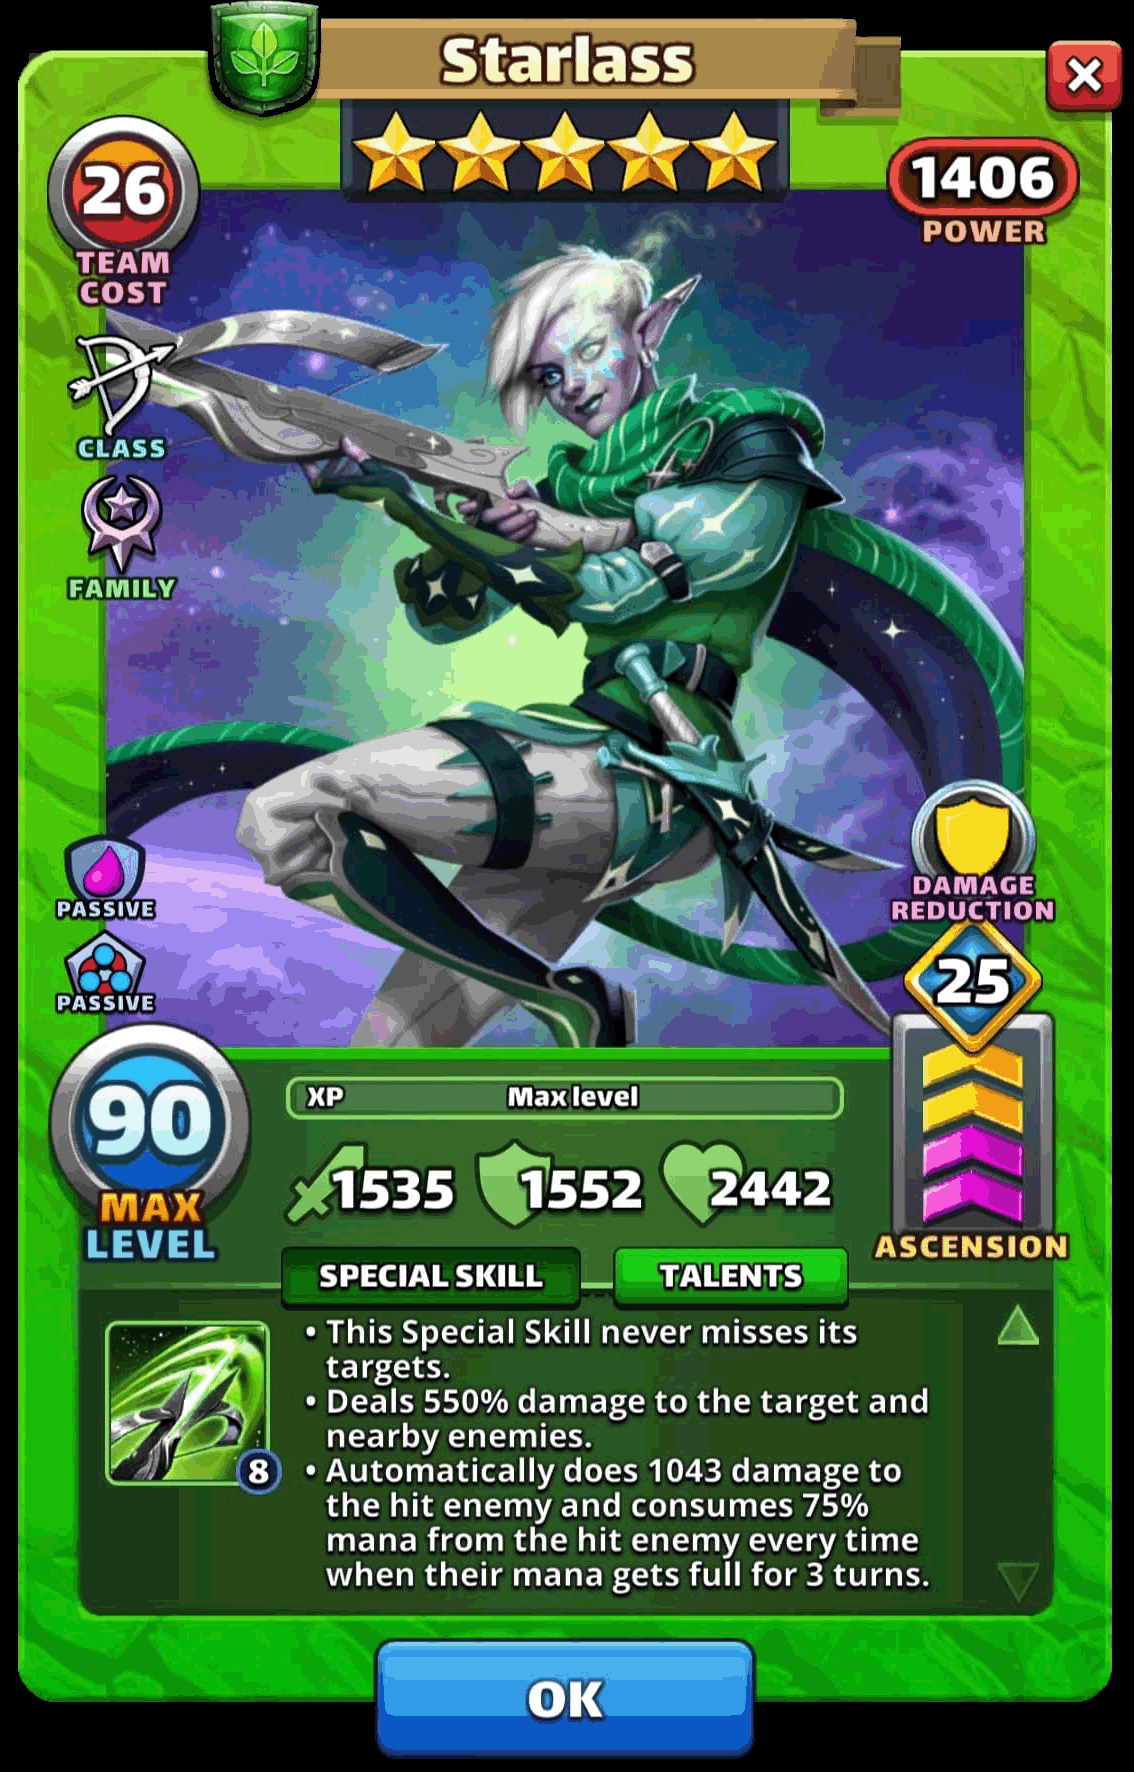 Starlass
26
TEAM
COST
1406
POWER
CLASS
FAMILY
PASSIVE
PASSIVE
DAMAGE
REDUCTION
25
90
MAX
LEVEL
XP Max level
1535 1552 2442
ASCENSION
SPECIAL SKILL TALENTS
• This Special Skill never misses its
targets.
• Deals 550% damage to the target and
nearby enemies.
8
• Automatically does 1043 damage to
the hit enemy and consumes 75%
mana from the hit enemy every time
when their mana gets full for 3 turns.
OK